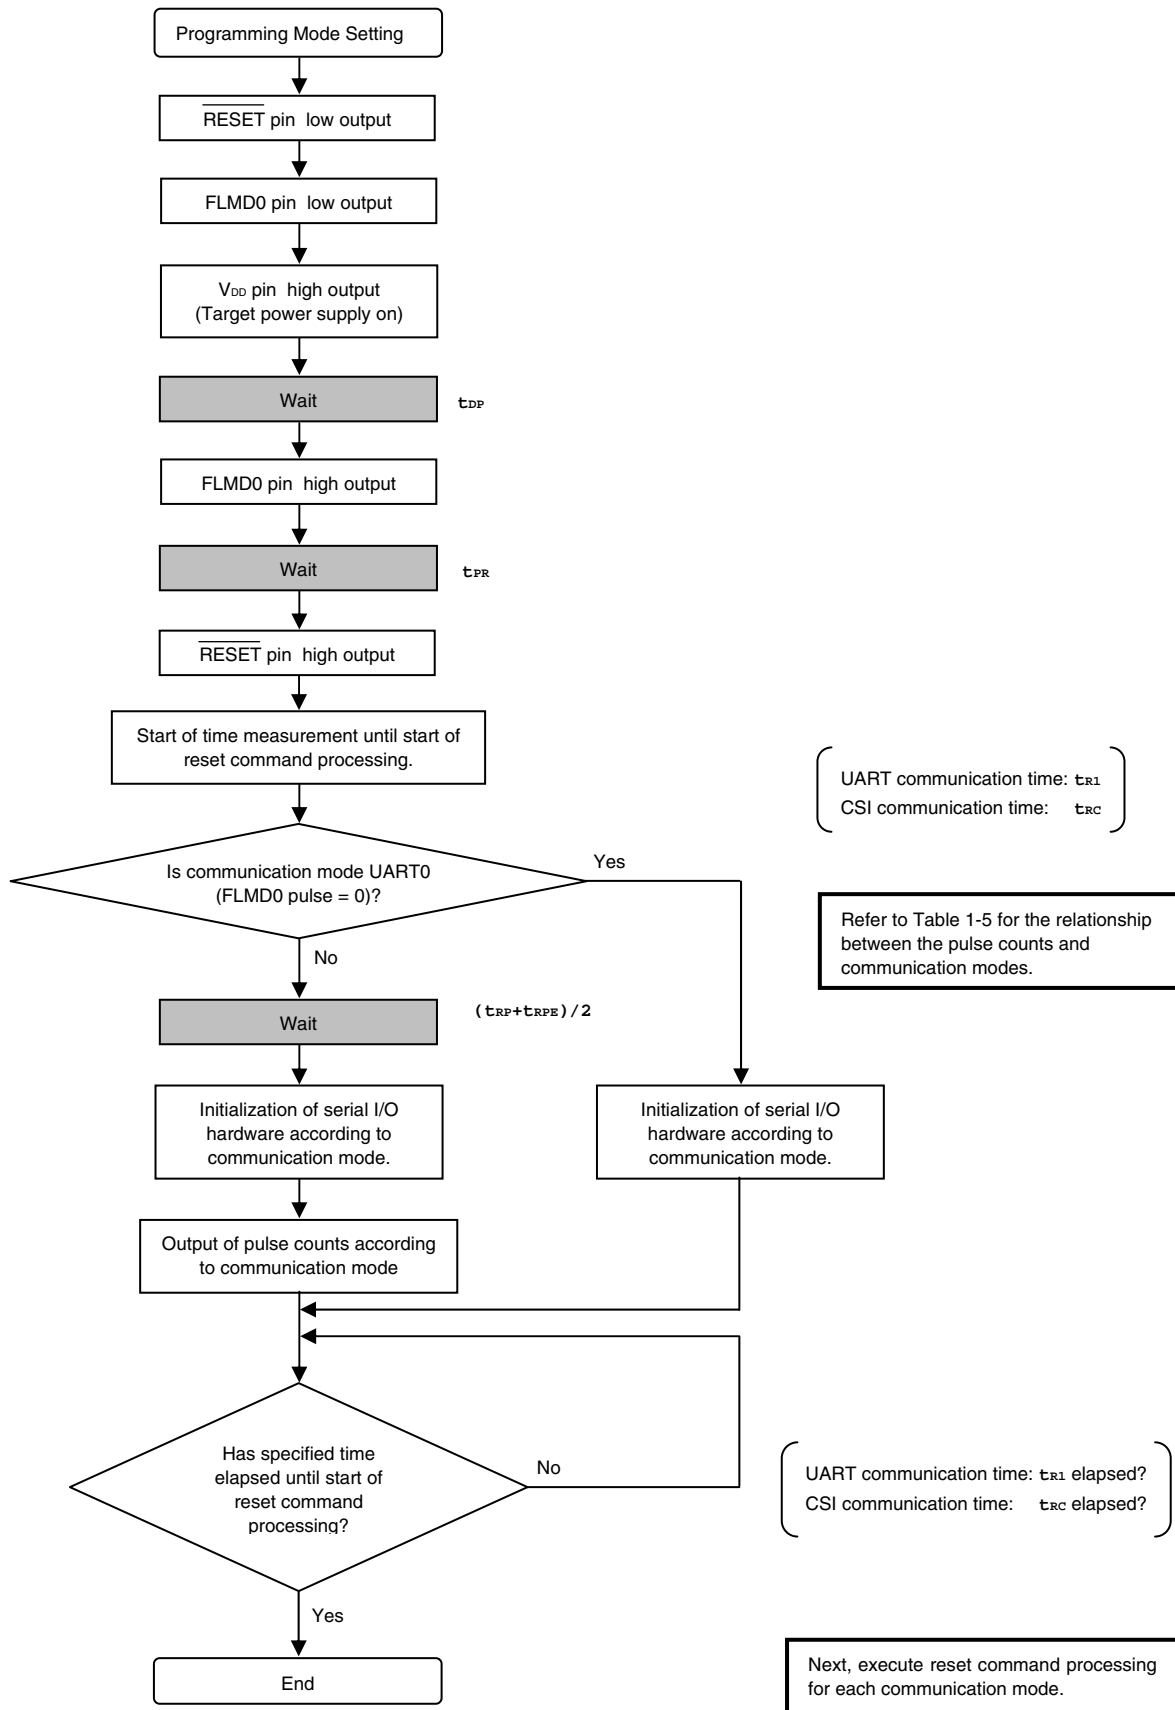 Programming Mode Setting
RESET pin low output
FLMD0 pin low output
VDD pin high output
(Target power supply on)
Wait
tDP
FLMD0 pin high output
Wait
tPR
RESET pin high output
Start of time measurement until start of
reset command processing.
UART communication time: tR1
CSI communication time: tRC
Is communication mode UART0
(FLMD0 pulse = 0)?
Yes
No
Refer to Table 1-5 for the relationship
between the pulse counts and
communication modes.
Wait
(tRP+tRPE)/2
Initialization of serial I/O
hardware according to
communication mode.
Initialization of serial I/O
hardware according to
communication mode.
Output of pulse counts according
to communication mode
Has specified time
elapsed until start of
reset command
processing?
No
UART communication time: tR1 elapsed?
CSI communication time: tRC elapsed?
Yes
End
Next, execute reset command processing
for each communication mode.